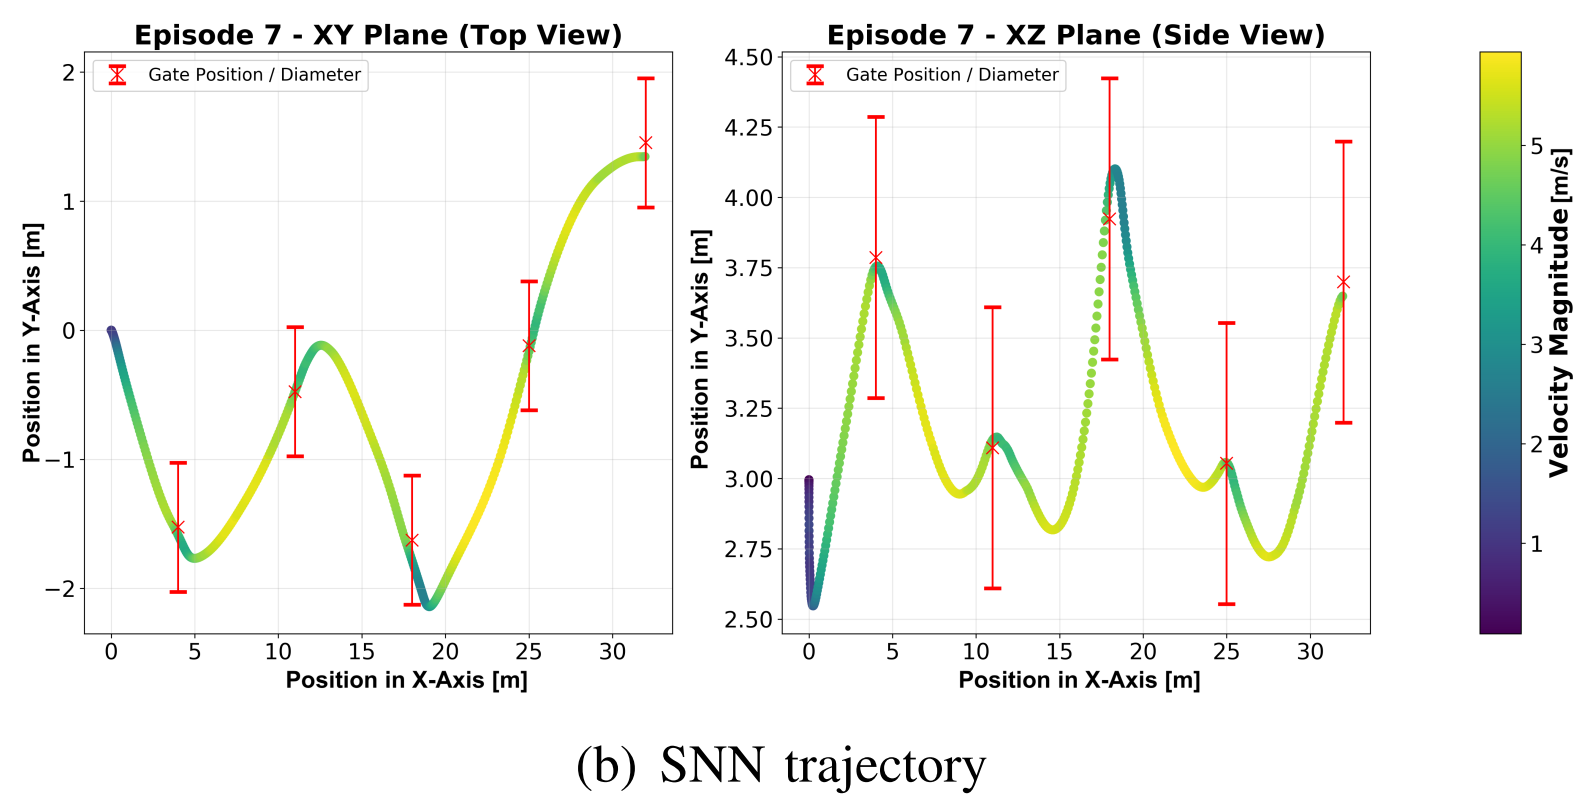 Episode 7 - XY Plane (Top View)
Gate Position / Diameter
2
1
0
−1
−2
Position in Y-Axis [m]
0 5 10 15 20 25 30
Position in X-Axis [m]
Episode 7 - XZ Plane (Side View)
Gate Position / Diameter
4.50
4.25
4.00
3.75
3.50
3.25
3.00
2.75
2.50
Position in Y-Axis [m]
0 5 10 15 20 25 30
Position in X-Axis [m]
5
4
3
2
1
Velocity Magnitude [m/s]
(b) SNN trajectory